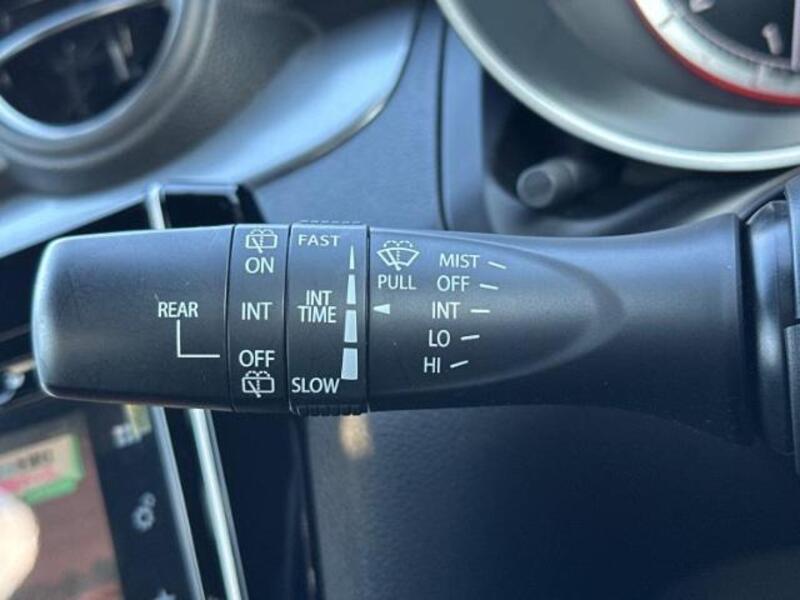 REAR
ON
INT
OFF
FAST
INT
TIME
SLOW
PULL
MIST
OFF
INT
LO
HI